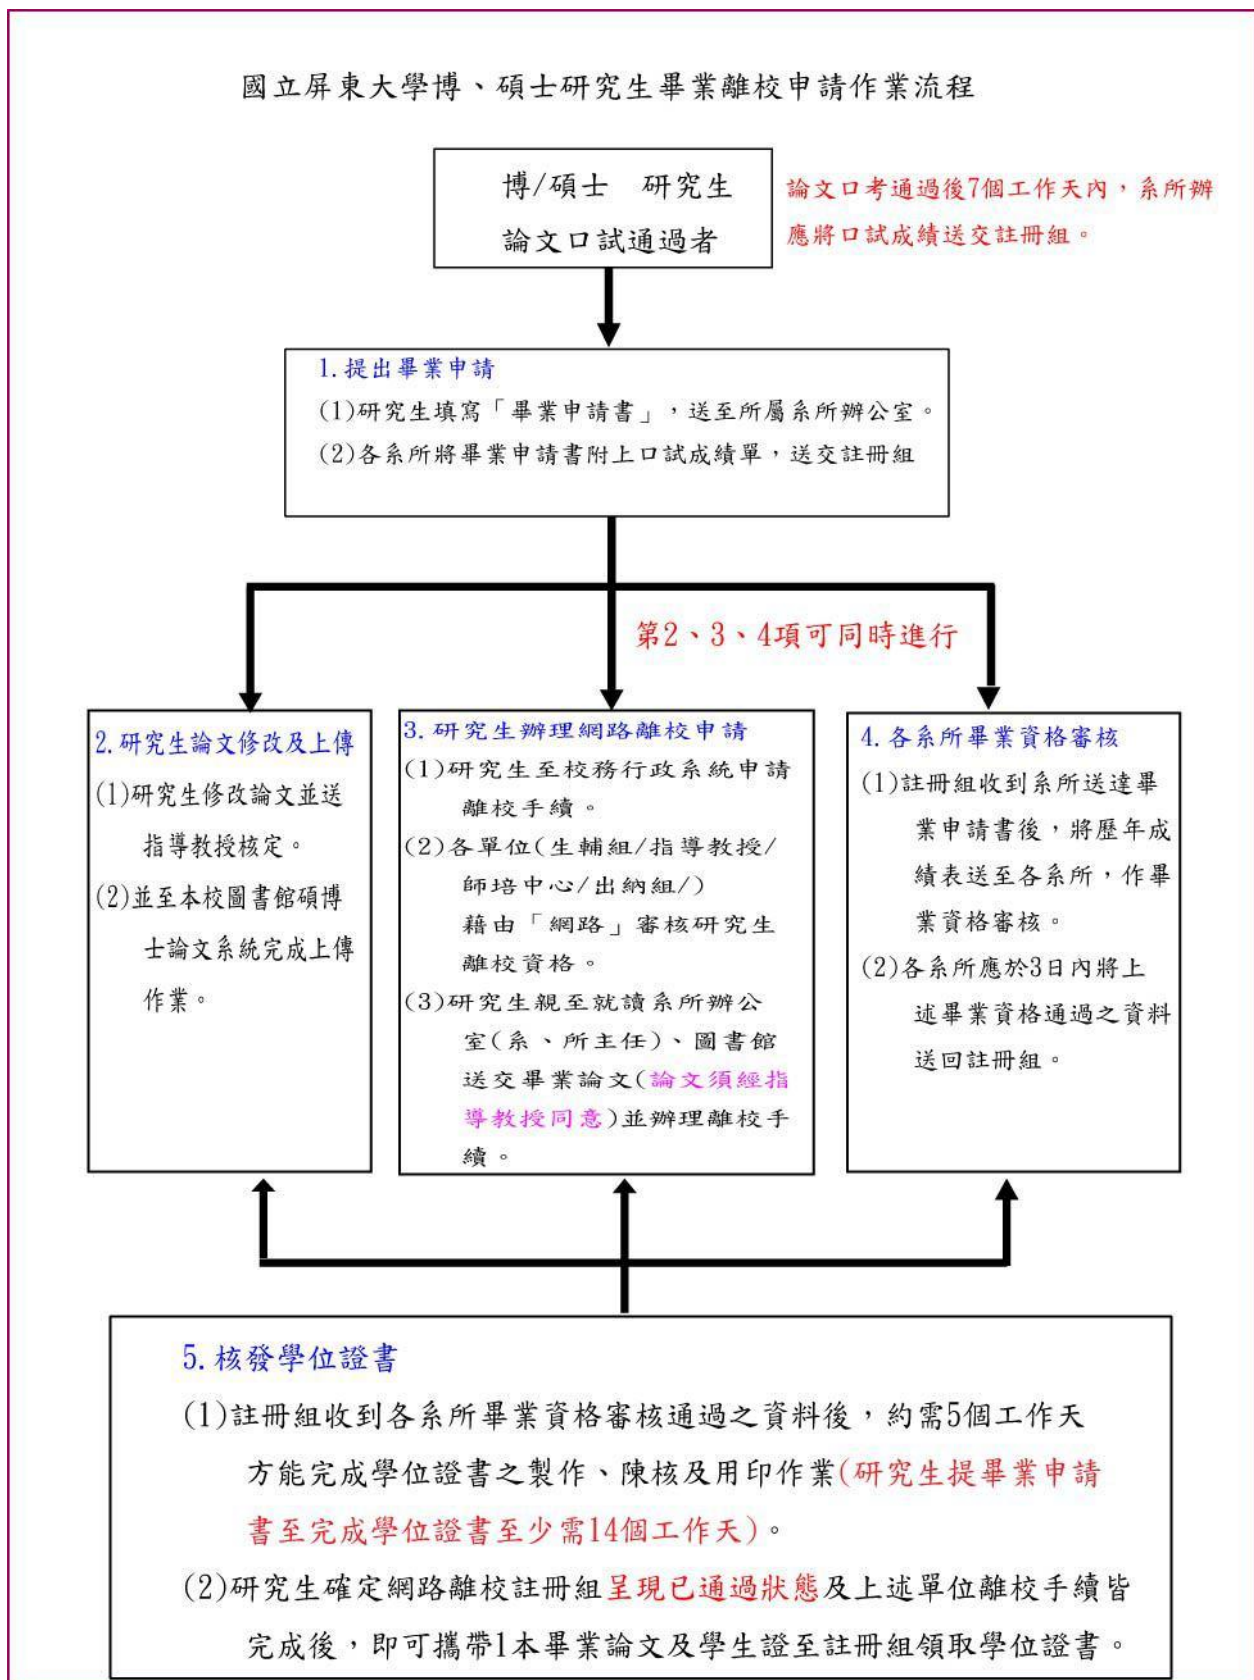 國立屏東大學博、碩士研究生畢業離校申請作業流程
博/碩士　研究生
論文口試通過者
論文口考通過後7個工作天內，系所辦
應將口試成績送交註冊組。
1.提出畢業申請
(1)研究生填寫「畢業申請書」，送至所屬系所辦公室。
(2)各系所將畢業申請書附上口試成績單，送交註冊組
第2、3、4項可同時進行
2.研究生論文修改及上傳
(1)研究生修改論文並送
指導教授核定。
(2)並至本校圖書館碩博
士論文系統完成上傳
作業。
3.研究生辦理網路離校申請
(1)研究生至校務行政系統申請
離校手續。
(2)各單位(生輔組/指導教授/
師培中心/出納組/)
藉由「網路」審核研究生
離校資格。
(3)研究生親至就讀系所辦公
室(系、所主任)、圖書館
送交畢業論文(論文須經指
導教授同意)並辦理離校手
續。
4.各系所畢業資格審核
(1)註冊組收到系所送達畢
業申請書後，將歷年成
績表送至各系所，作畢
業資格審核。
(2)各系所應於3日內將上
述畢業資格通過之資料
送回註冊組。
5.核發學位證書
(1)註冊組收到各系所畢業資格審核通過之資料後，約需5個工作天
方能完成學位證書之製作、陳核及用印作業(研究生提畢業申請
書至完成學位證書至少需14個工作天)。
(2)研究生確定網路離校註冊組呈現已通過狀態及上述單位離校手續皆
完成後，即可攜帶1本畢業論文及學生證至註冊組領取學位證書。